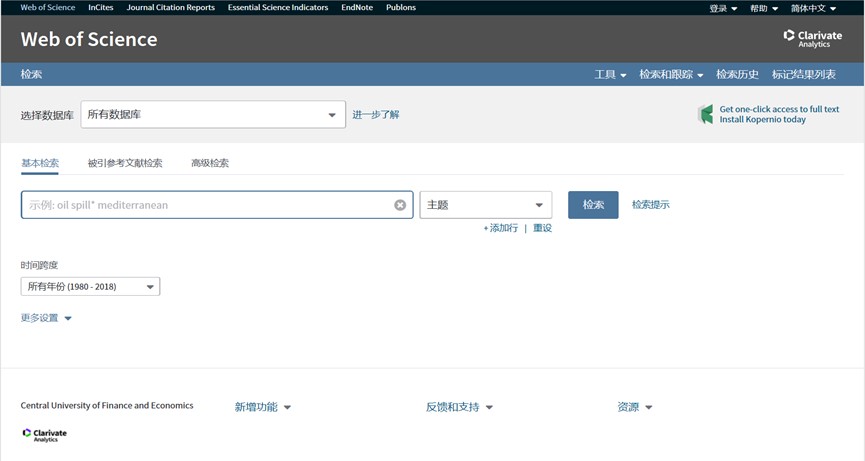 Web of Science InCites Journal Citation Reports Essential Science Indicators EndNote Publons 登录 帮助 简体中文
Web of Science
Clarivate
Analytics
检索 工具 检索和跟踪 检索历史 标记结果列表
选择数据库 所有数据库 进一步了解
Get one-click access to full text
Install Kopernio today
基本检索 被引参考文献检索 高级检索
示例: oil spill* mediterranean 主题 检索 检索提示
+添加行 | 重设
时间跨度
所有年份 (1980 - 2018)
更多设置
Central University of Finance and Economics 新增功能 反馈和支持 资源
Clarivate
Analytics